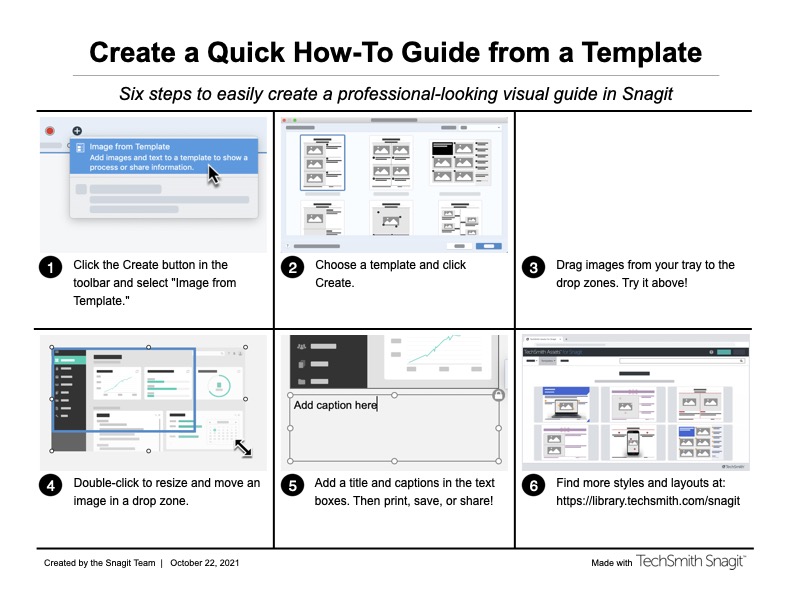 Create a Quick How-To Guide from a Template
Six steps to easily create a professional-looking visual guide in Snagit
Image from Template
Add images and text to a template to show a
process or share information.
1 Click the Create button in the
toolbar and select "Image from
Template."
2 Choose a template and click
Create.
3 Drag images from your tray to the
drop zones. Try it above!
4 Double-click to resize and move an
image in a drop zone.
Add caption here
5 Add a title and captions in the text
boxes. Then print, save, or share!
TechSmith Assets for Snagit
TechSmith
6 Find more styles and layouts at:
https://library.techsmith.com/snagit
Created by the Snagit Team | October 22, 2021
Made with TechSmith Snagit™